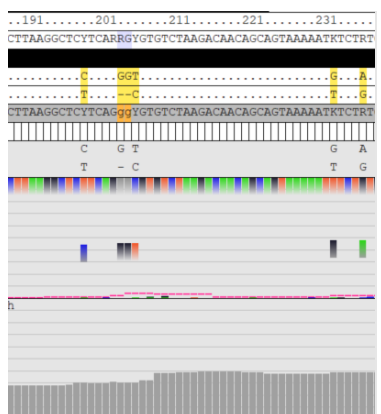 ..191.......201.......211.......221.......231.....
CTTAAGGCTCYTCARRGYGTGTCTAAGACAACAGCAGTAAAAATKTCTRT
..........C....GGT..........................G...A.
..........T....--C..........................T...G.
CTTAAGGCTCYTCAGggYGTGTCTAAGACAACAGCAGTAAAAATKTCTRT
C G T G A
T - C T G
h